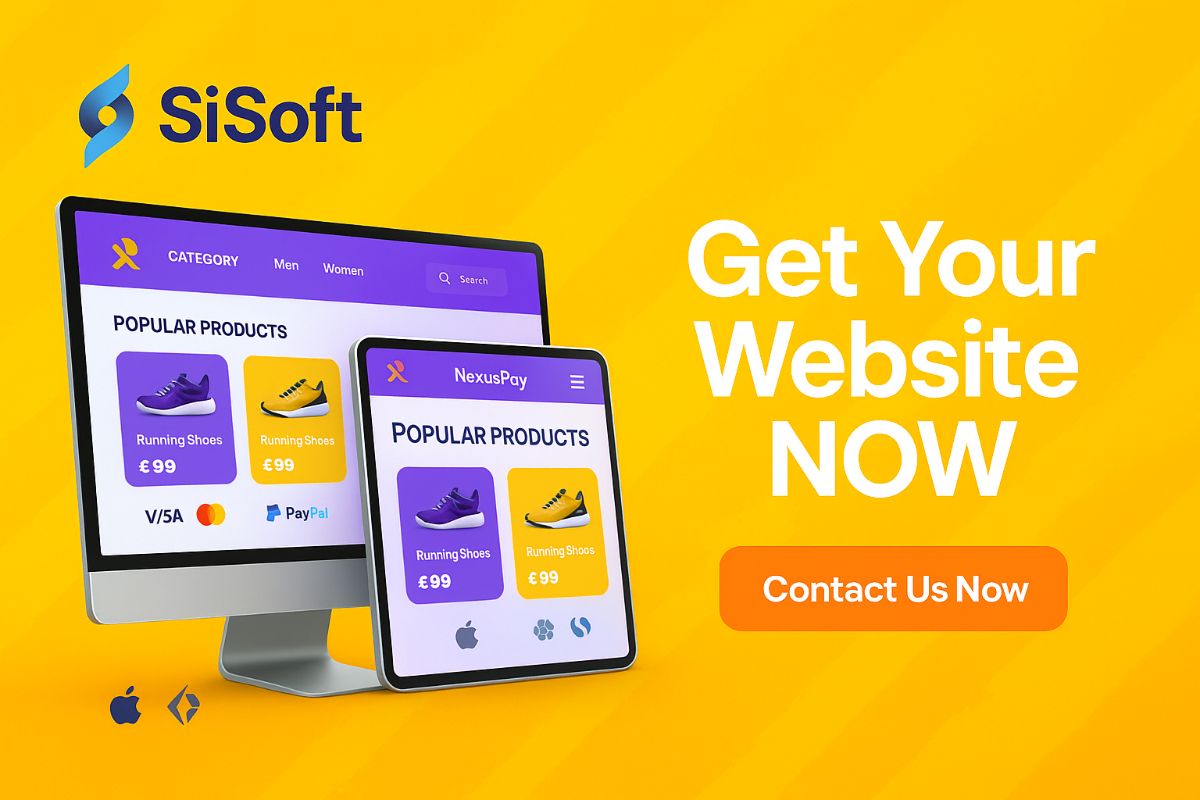 SiSoft
CATEGORY Men Women Search
POPULAR PRODUCTS
Running Shoes Running Shoes
£99 £99
V/5A PayPal
NexusPay
POPULAR PRODUCTS
Running Shoes Running Shoos
£99 £99
Get Your
Website
NOW
Contact Us Now